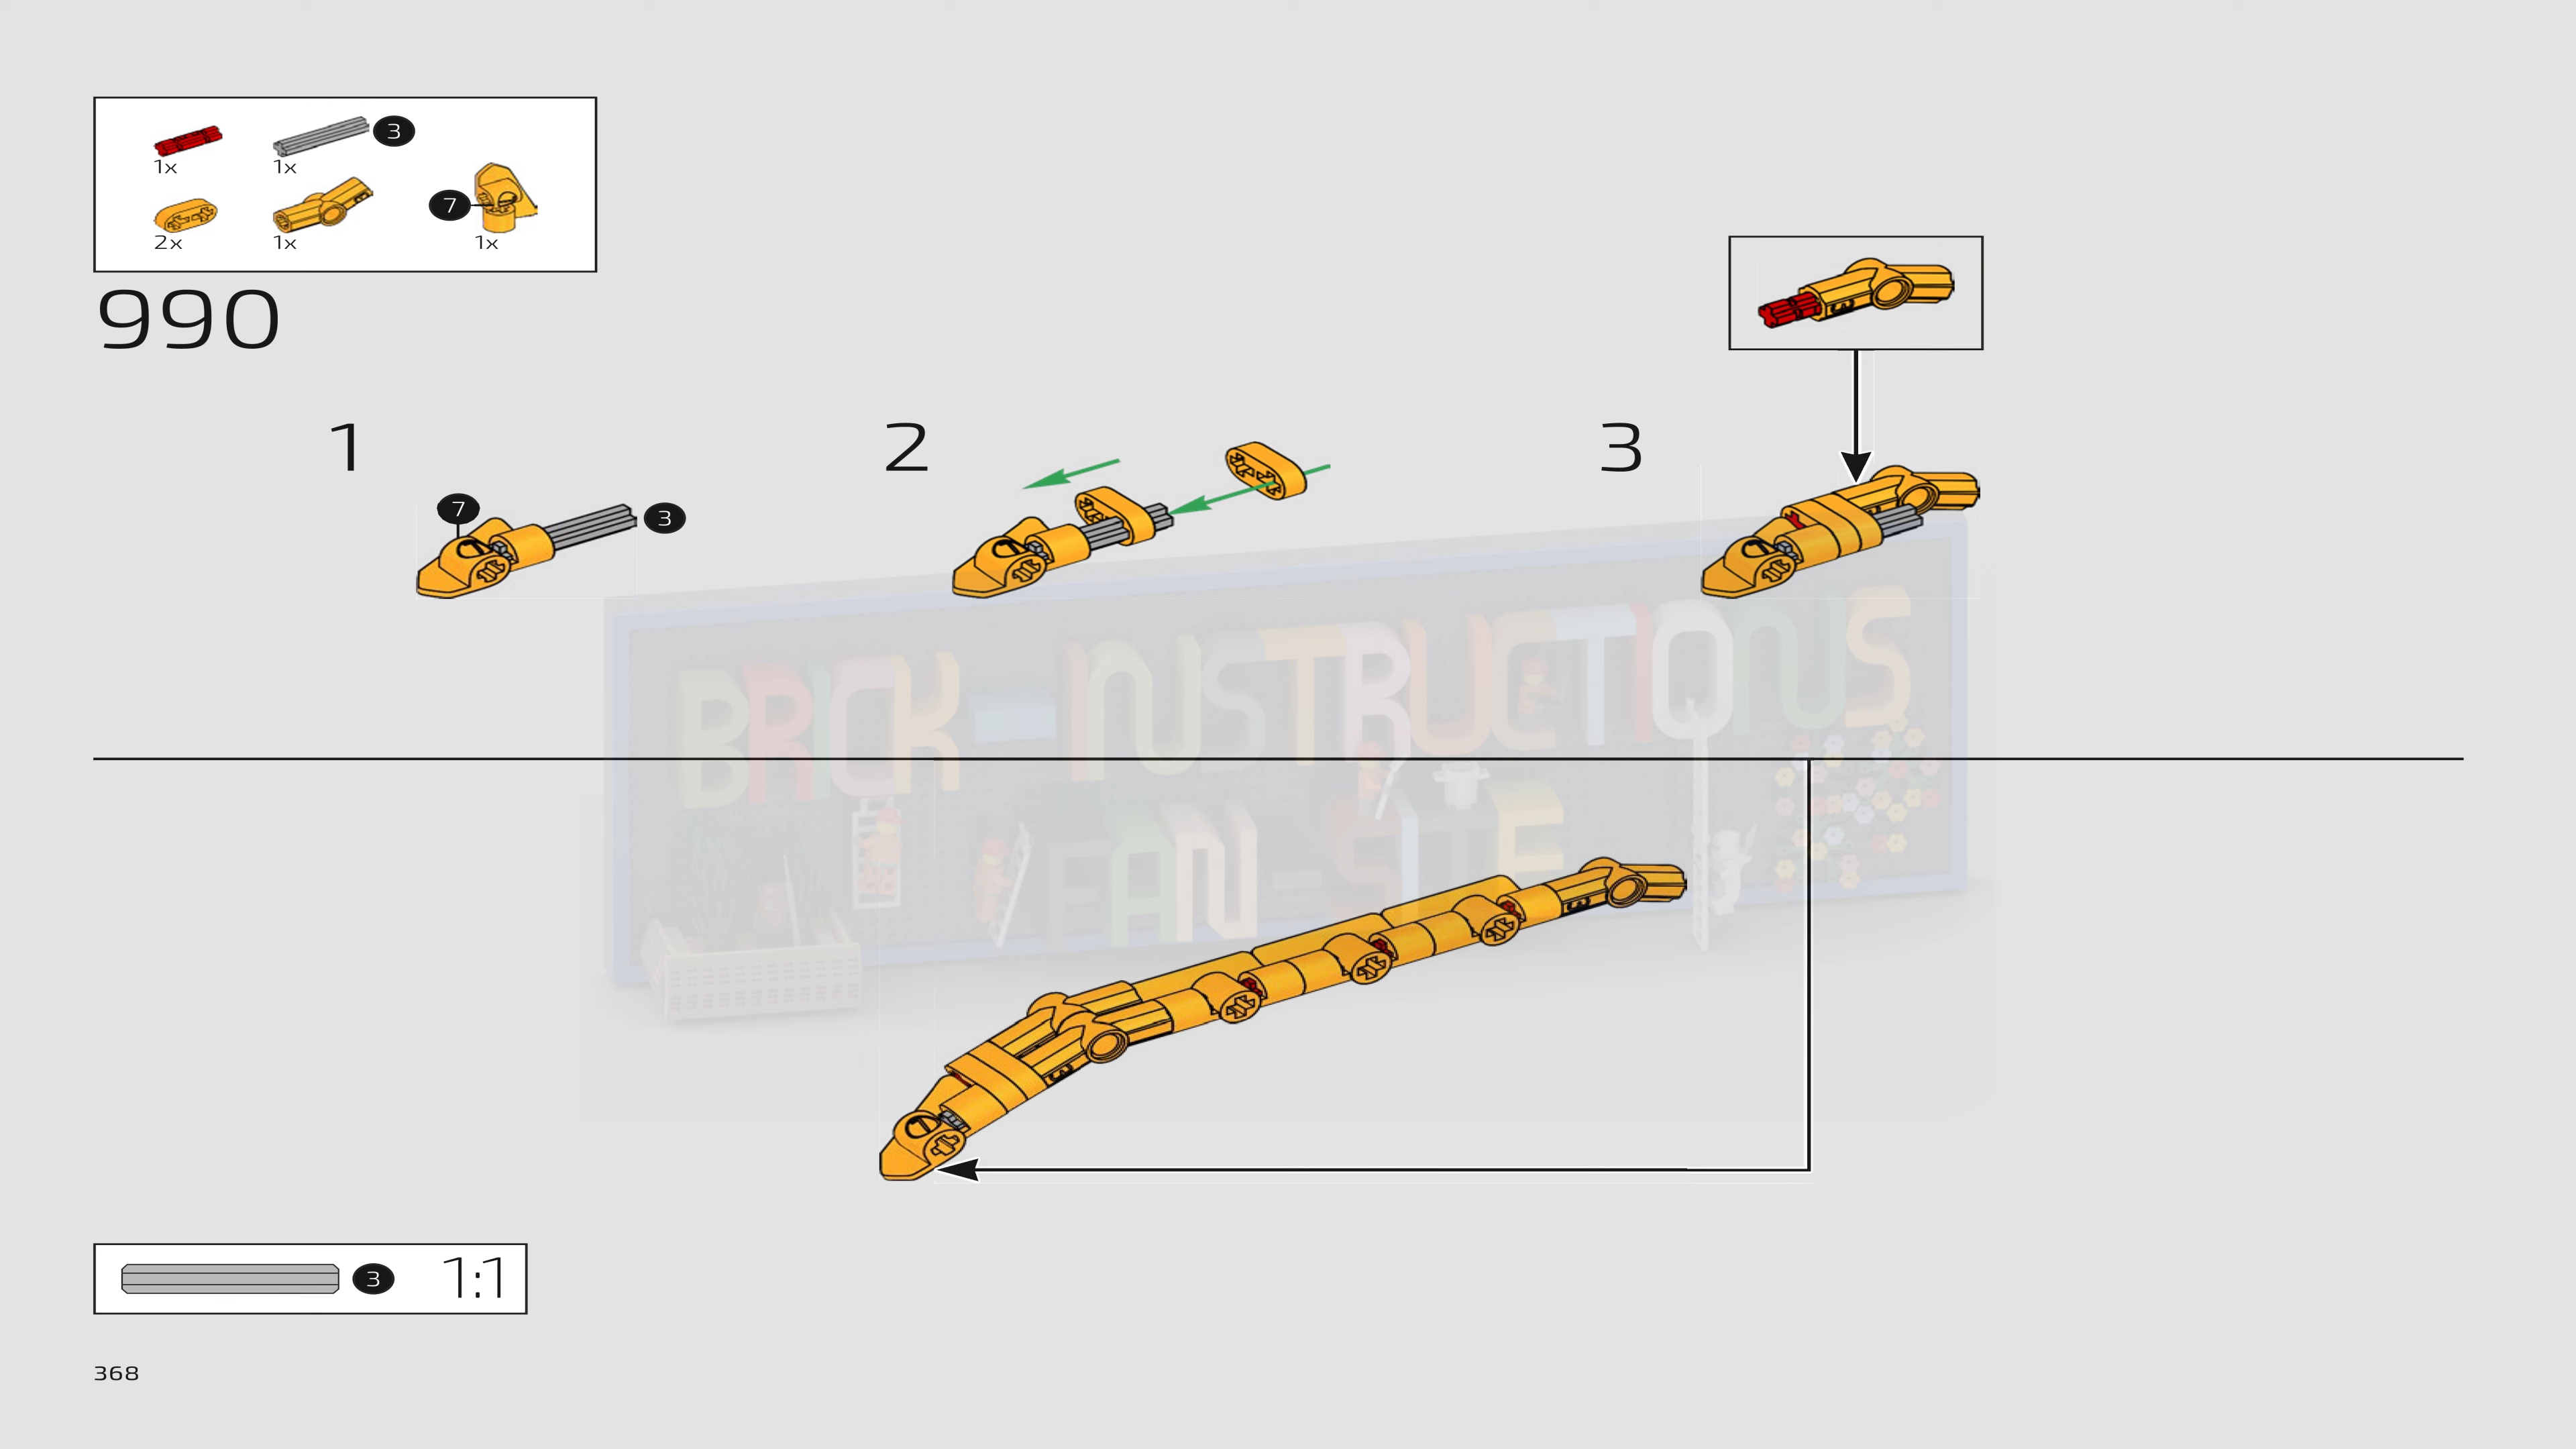 3
1x
1x
7
2x
1x
1x
990
1
2
3
7
3
BRICK-INSTRUCTIONS
FAN-SITE
3
1:1
368